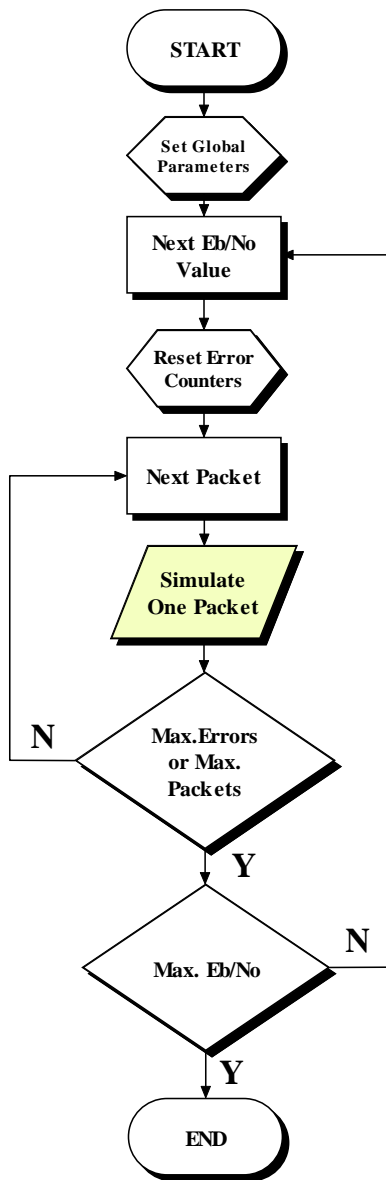 START
Set Global
Parameters
Next Eb/No
Value
Reset Error
Counters
Next Packet
Simulate
One Packet
N
Max.Errors
or Max.
Packets
Y
N
Max. Eb/No
Y
END